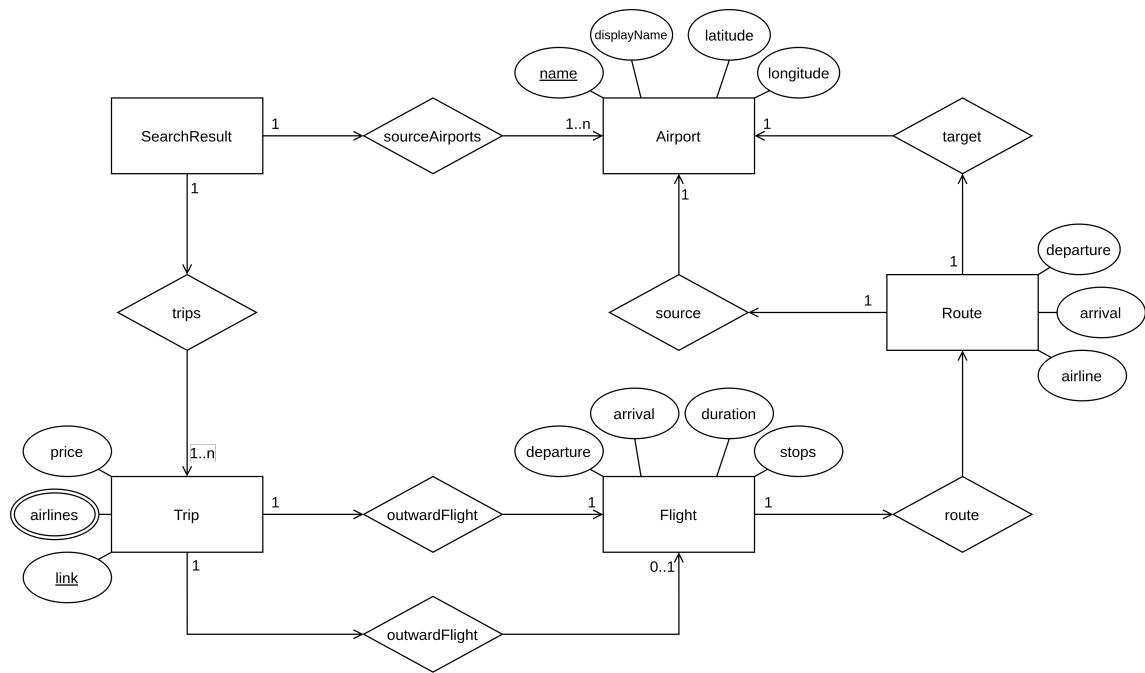 displayName
latitude
name
longitude
SearchResult
1
sourceAirports
1..n
Airport
1
target
1
1
1
departure
1
trips
source
Route
arrival
airline
arrival
duration
price
1..n
departure
stops
airlines
Trip
1
outwardFlight
1
Flight
1
route
link
1
0..1
outwardFlight